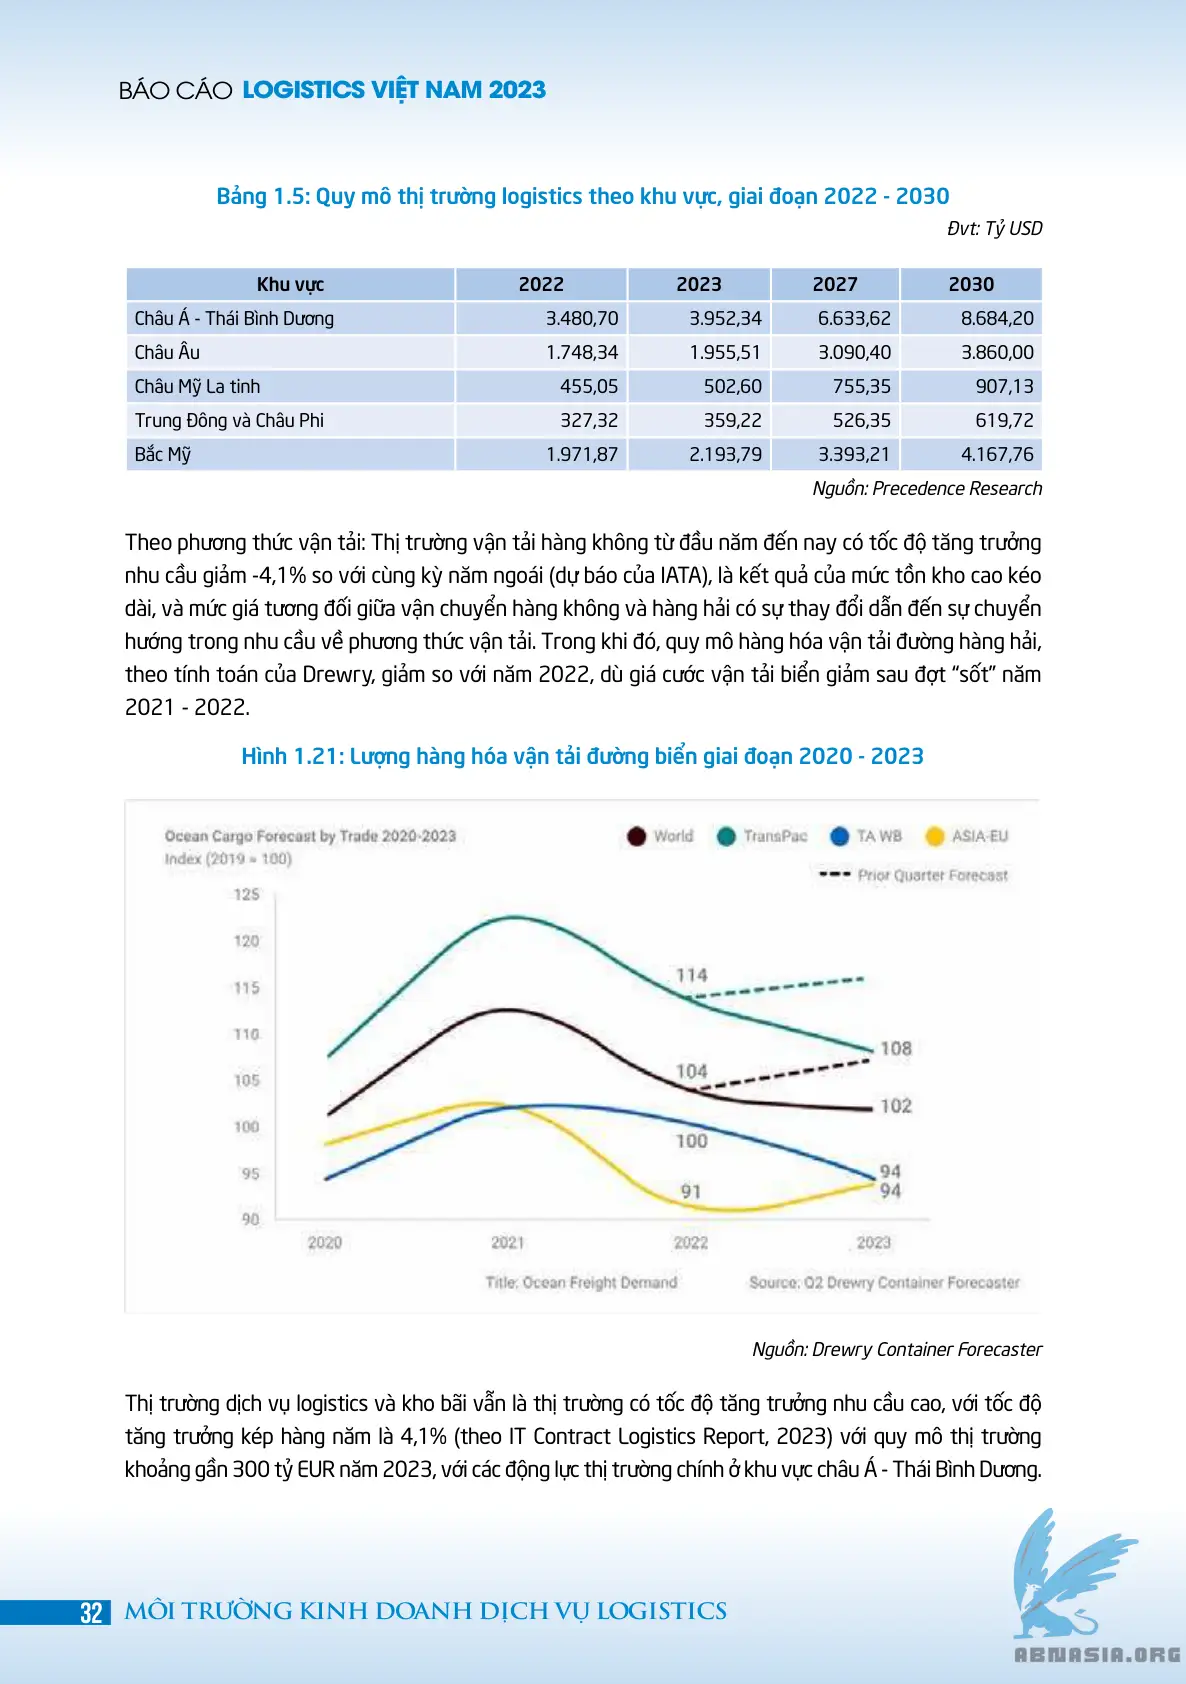 BÁO CÁO LOGISTICS VIỆT NAM 2023
Bảng 1.5: Quy mô thị trường logistics theo khu vực, giai đoạn 2022 - 2030
Đvt: Tỷ USD
Khu vực 2022 2023 2027 2030
Châu Á - Thái Bình Dương 3.480,70 3.952,34 6.633,62 8.684,20
Châu Âu 1.748,34 1.955,51 3.090,40 3.860,00
Châu Mỹ La tinh 455,05 502,60 755,35 907,13
Trung Đông và Châu Phi 327,32 359,22 526,35 619,72
Bắc Mỹ 1.971,87 2.193,79 3.393,21 4.167,76
Nguồn: Precedence Research
Theo phương thức vận tải: Thị trường vận tải hàng không từ đầu năm đến nay có tốc độ tăng trưởng
nhu cầu giảm -4,1% so với cùng kỳ năm ngoái (dự báo của IATA), là kết quả của mức tồn kho cao kéo
dài, và mức giá tương đối giữa vận chuyển hàng không và hàng hải có sự thay đổi dẫn đến sự chuyển
hướng trong nhu cầu về phương thức vận tải. Trong khi đó, quy mô hàng hóa vận tải đường hàng hải,
theo tính toán của Drewry, giảm so với năm 2022, dù giá cước vận tải biển giảm sau đợt “sốt” năm
2021 - 2022.
Hình 1.21: Lượng hàng hóa vận tải đường biển giai đoạn 2020 - 2023
Ocean Cargo Forecast by Trade 2020-2023
World TransPac TA WB ASIA-EU
Index (2019 = 100)
Prior Quarter Forecast
125
120
115
110
105
100
95
90
114
108
104
102
100
94
91
94
2020 2021 2022 2023
Title: Ocean Freight Demand Source: Q2 Drewry Container Forecaster
Nguồn: Drewry Container Forecaster
Thị trường dịch vụ logistics và kho bãi vẫn là thị trường có tốc độ tăng trưởng nhu cầu cao, với tốc độ
tăng trưởng kép hàng năm là 4,1% (theo IT Contract Logistics Report, 2023) với quy mô thị trường
khoảng gần 300 tỷ EUR năm 2023, với các động lực thị trường chính ở khu vực châu Á - Thái Bình Dương.
32 MÔI TRƯỜNG KINH DOANH DỊCH VỤ LOGISTICS
ABMASIA.ORG